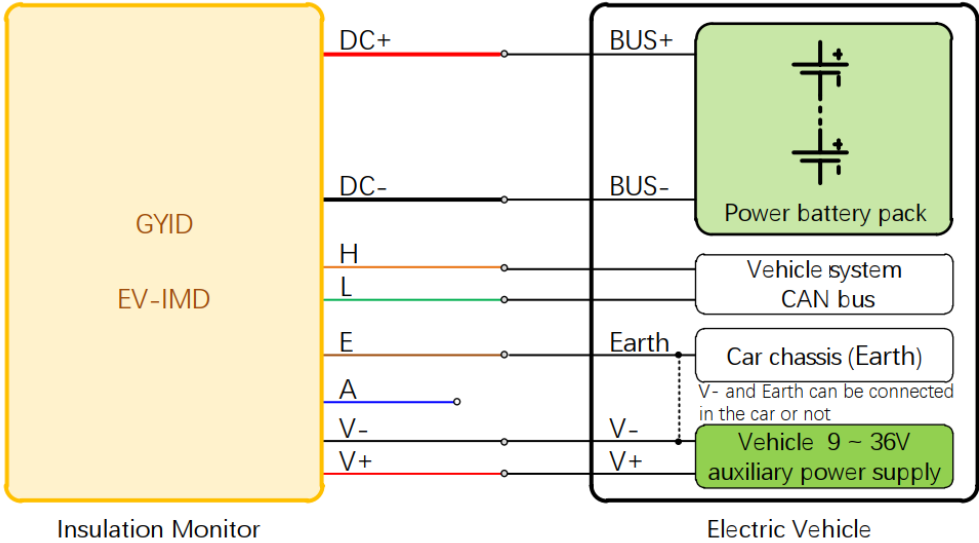 DC+
BUS+
DC-
BUS-
Power battery pack
GYID
EV-IMD
H
L
Vehicle system
CAN bus
E
Earth
Car chassis (Earth)
A
V- and Earth can be connected
in the car or not
V-
V-
V+
V+
Vehicle 9 ~ 36V
auxiliary power supply
Insulation Monitor
Electric Vehicle